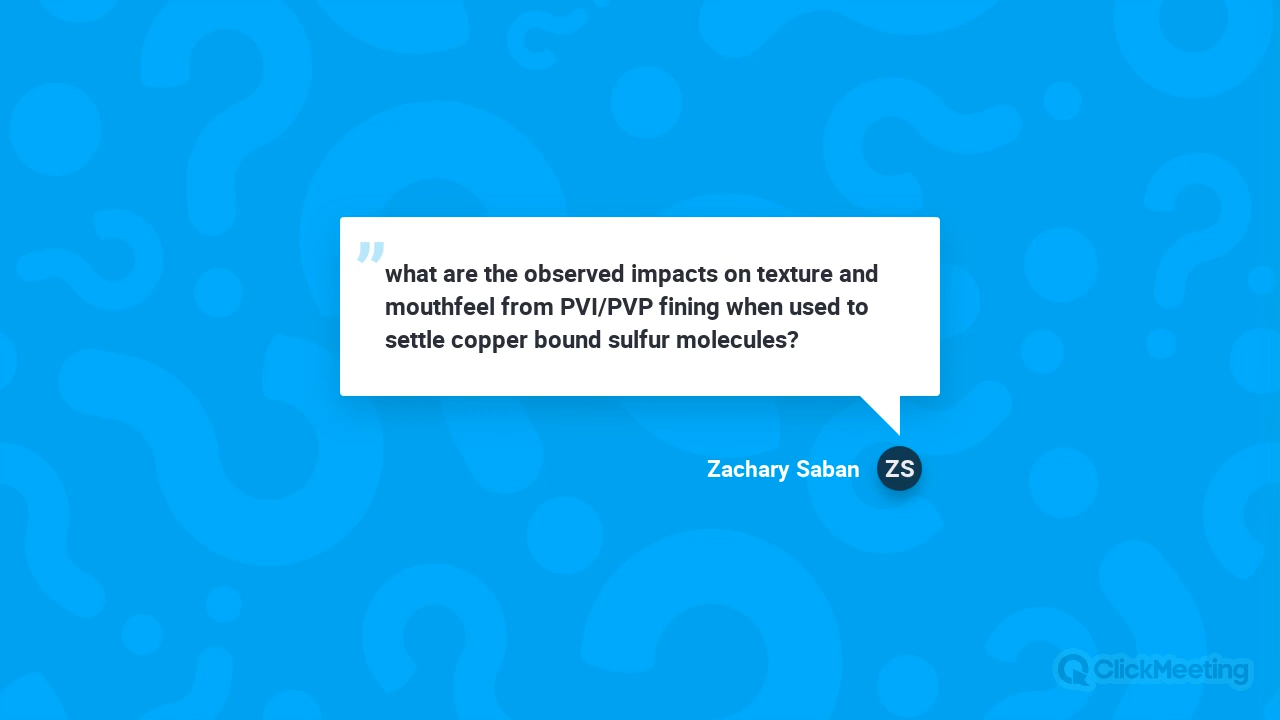 ”
what are the observed impacts on texture and
mouthfeel from PVI/PVP fining when used to
settle copper bound sulfur molecules?
Zachary Saban
ZS
ClickMeeting